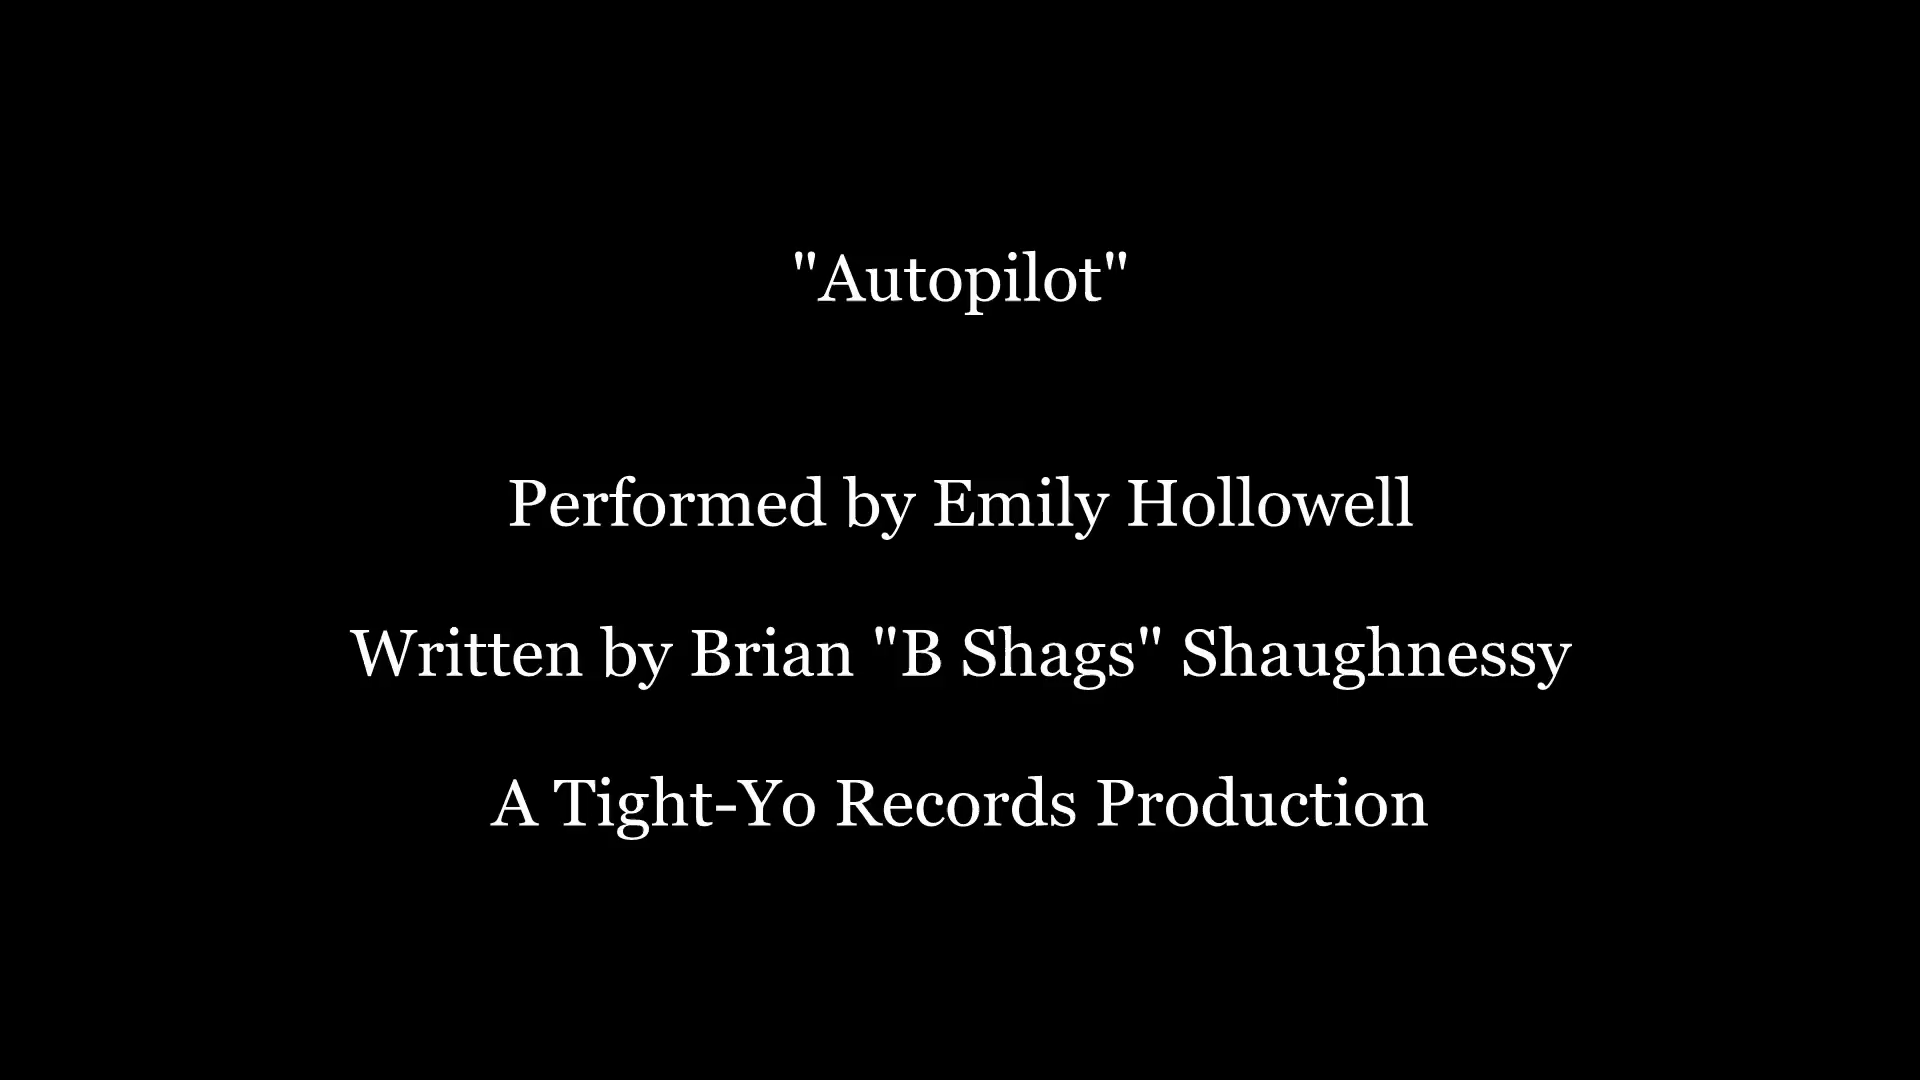 "Autopilot"
Performed by Emily Hollowell
Written by Brian "B Shags" Shaughnessy
A Tight-Yo Records Production